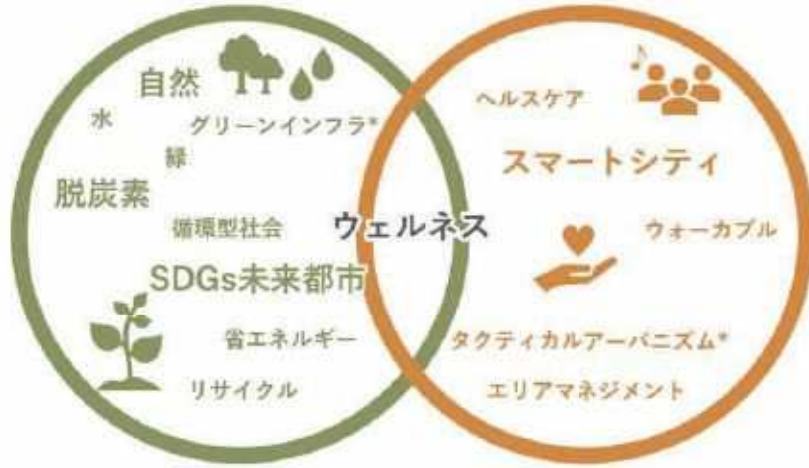 自然
水
グリーンインフラ*
緑
脱炭素
循環型社会
SDGs未来都市
省エネルギー
リサイクル
ウェルネス
ヘルスケア
スマートシティ
ウォーカブル
タクティカルアーバニズム*
エリアマネジメント